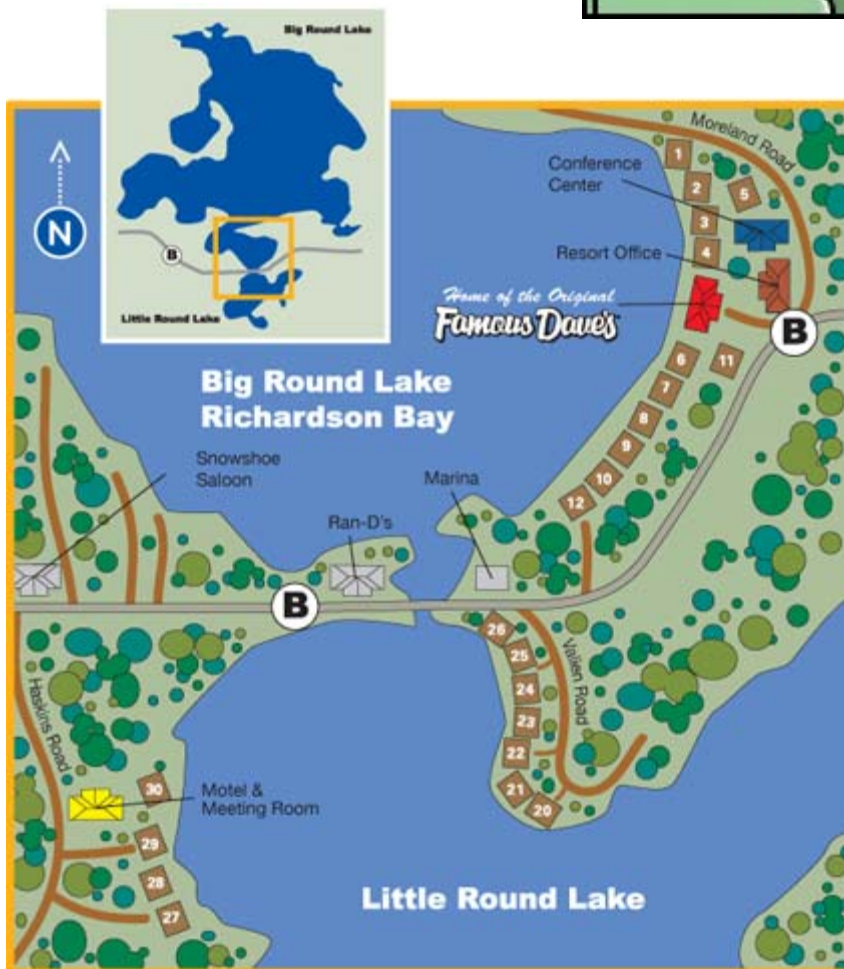 Big Round Lake
B
Little Round Lake
N
Moreland Road
Conference
Center
Resort Office
Home of the Original
Famous Dave's
B
1
2
3
4
5
6
7
8
9
10
11
12
Big Round Lake
Richardson Bay
Snowshoe
Saloon
Marina
Ran-D's
B
Valien Road
26
25
24
23
22
21
20
Haskins Road
Motel &
Meeting Room
30
29
28
27
Little Round Lake